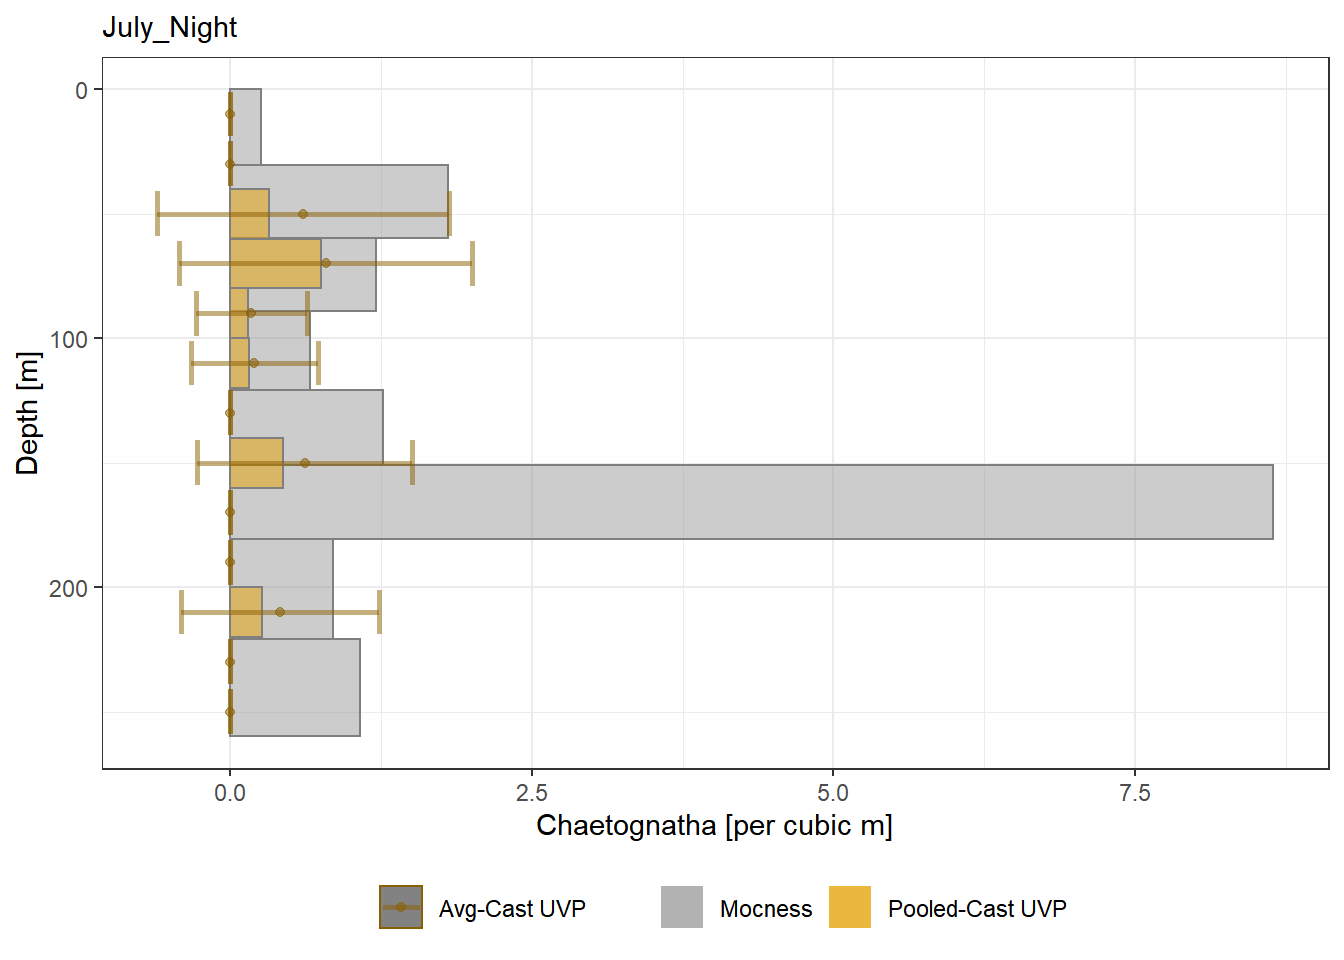 July_Night
0
100
200
Depth [m]
0.0 2.5 5.0 7.5
Chaetognatha [per cubic m]
Avg-Cast UVP Mocness Pooled-Cast UVP